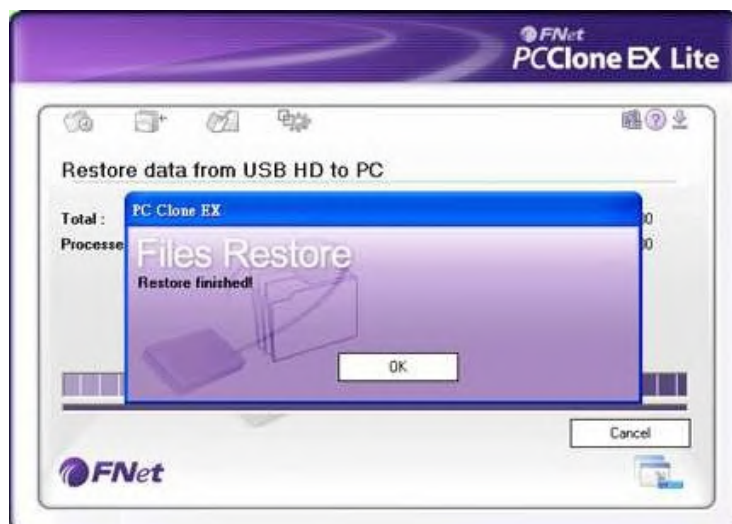 FNet
PCClone EX Lite
Restore data from USB HD to PC
Total :
PC Clone EX
Files Restore
Restore finished!
OK
Cancel
FNet